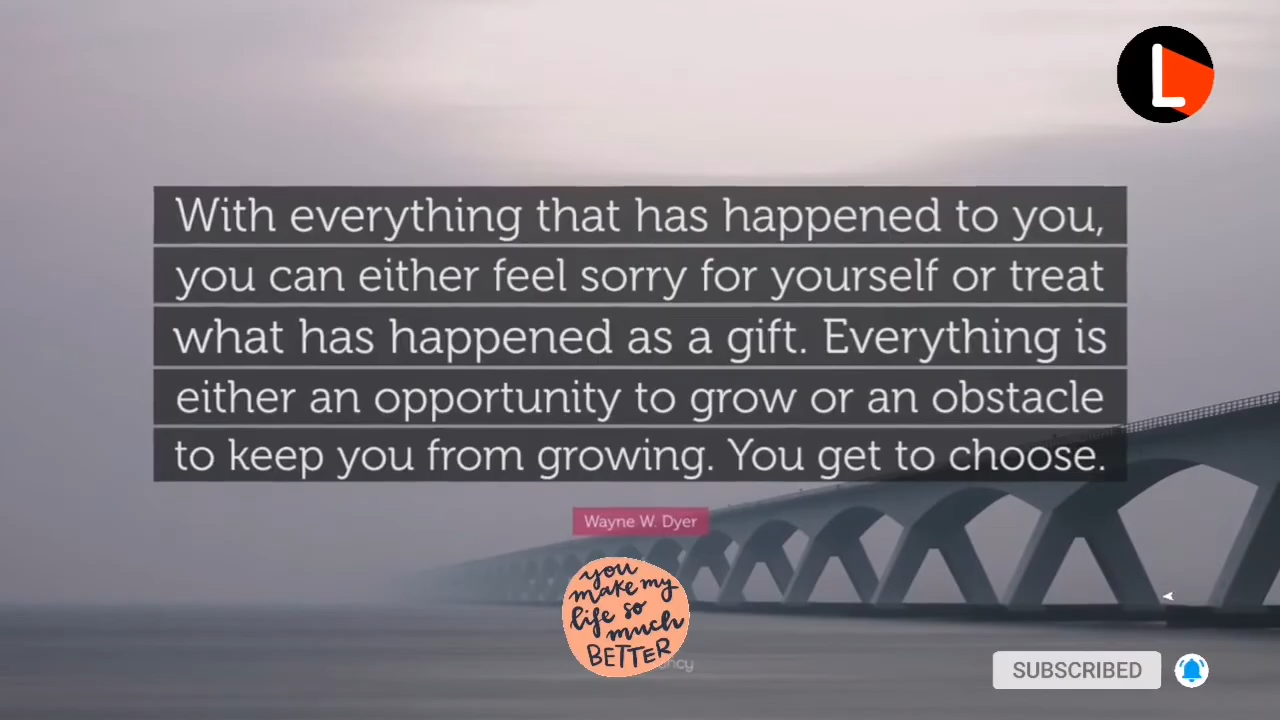 L
With everything that has happened to you,
you can either feel sorry for yourself or treat
what has happened as a gift. Everything is
either an opportunity to grow or an obstacle
to keep you from growing. You get to choose.
Wayne W. Dyer
you
make my
life so
much
BETTER
SUBSCRIBED